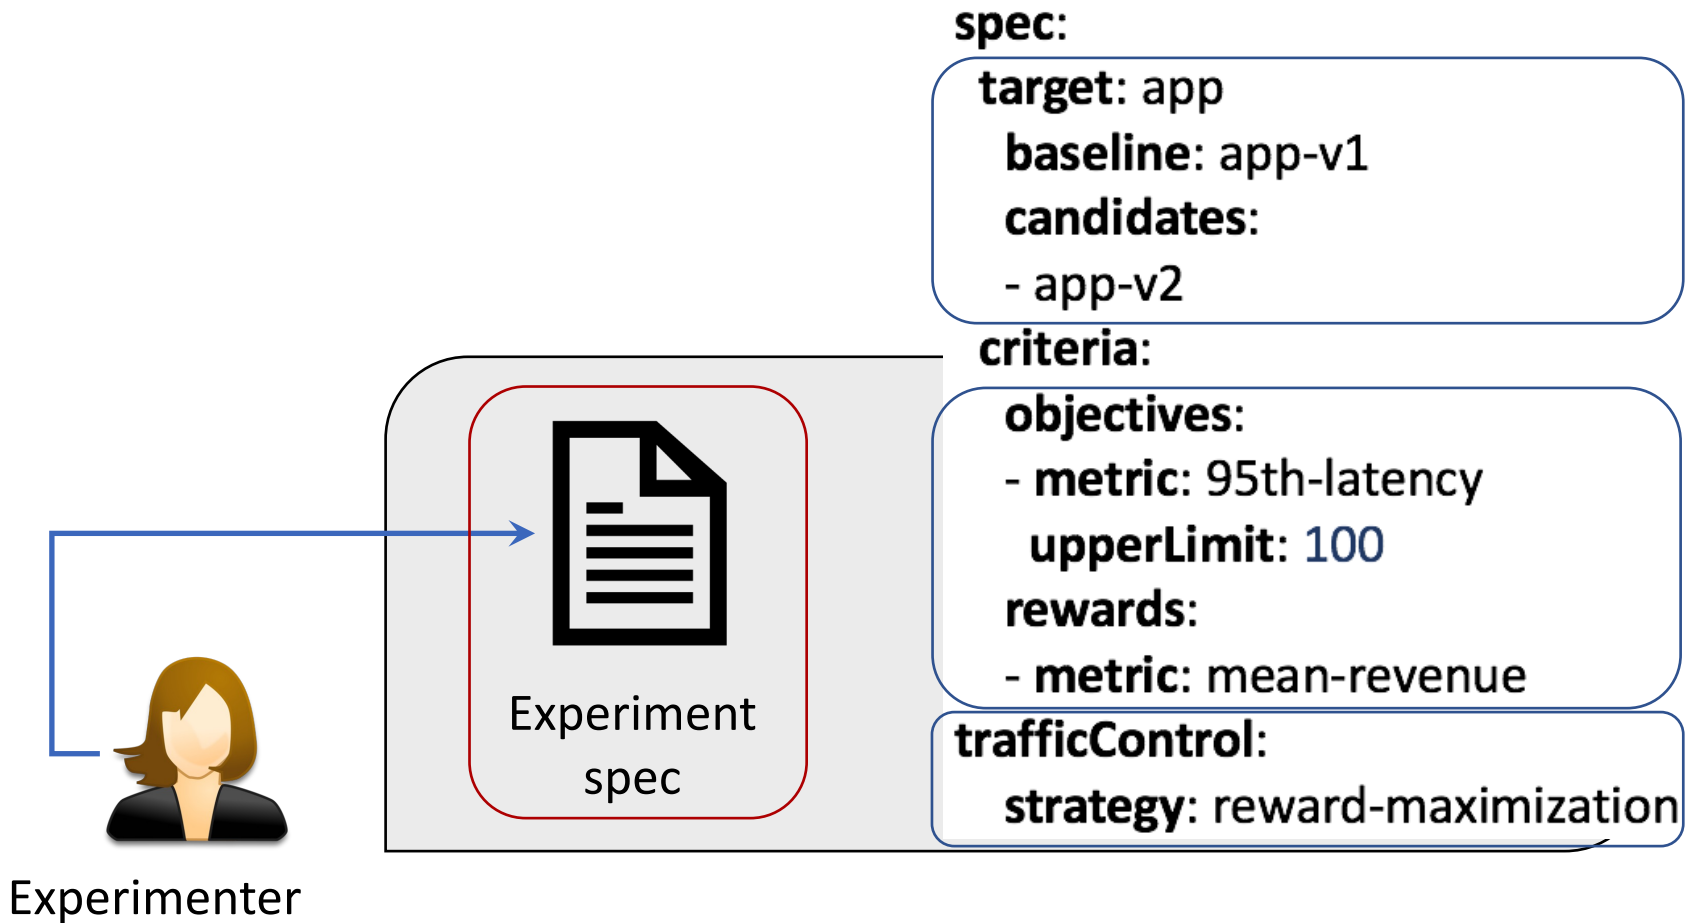 spec:
target: app
baseline: app-v1
candidates:
- app-v2
criteria:
objectives:
- metric: 95th-latency
upperLimit: 100
rewards:
- metric: mean-revenue
trafficControl:
strategy: reward-maximization
Experiment
spec
Experimenter